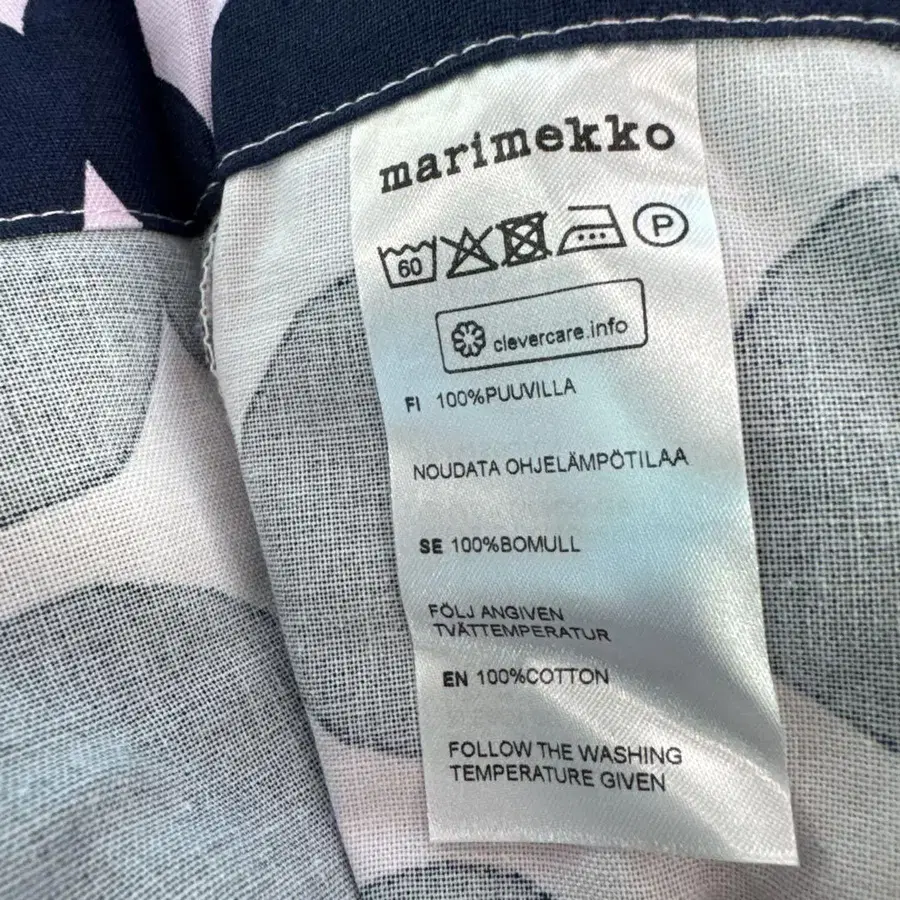 marimekko
60 P
clevercare.info
FI 100%PUUVILLA
NOUDATA OHJELÄMPÖTILAA
SE 100%BOMULL
FÖLJ ANGIVEN
TVÄTTEMPERATUR
EN 100%COTTON
FOLLOW THE WASHING
TEMPERATURE GIVEN